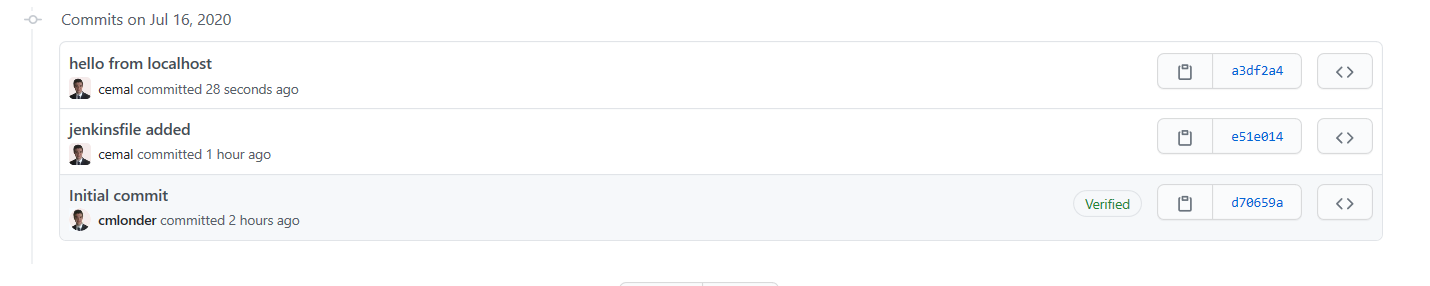 Commits on Jul 16, 2020
hello from localhost
cemal committed 28 seconds ago
a3df2a4
jenkinsfile added
cemal committed 1 hour ago
e51e014
Initial commit
cmlonder committed 2 hours ago
Verified
d70659a